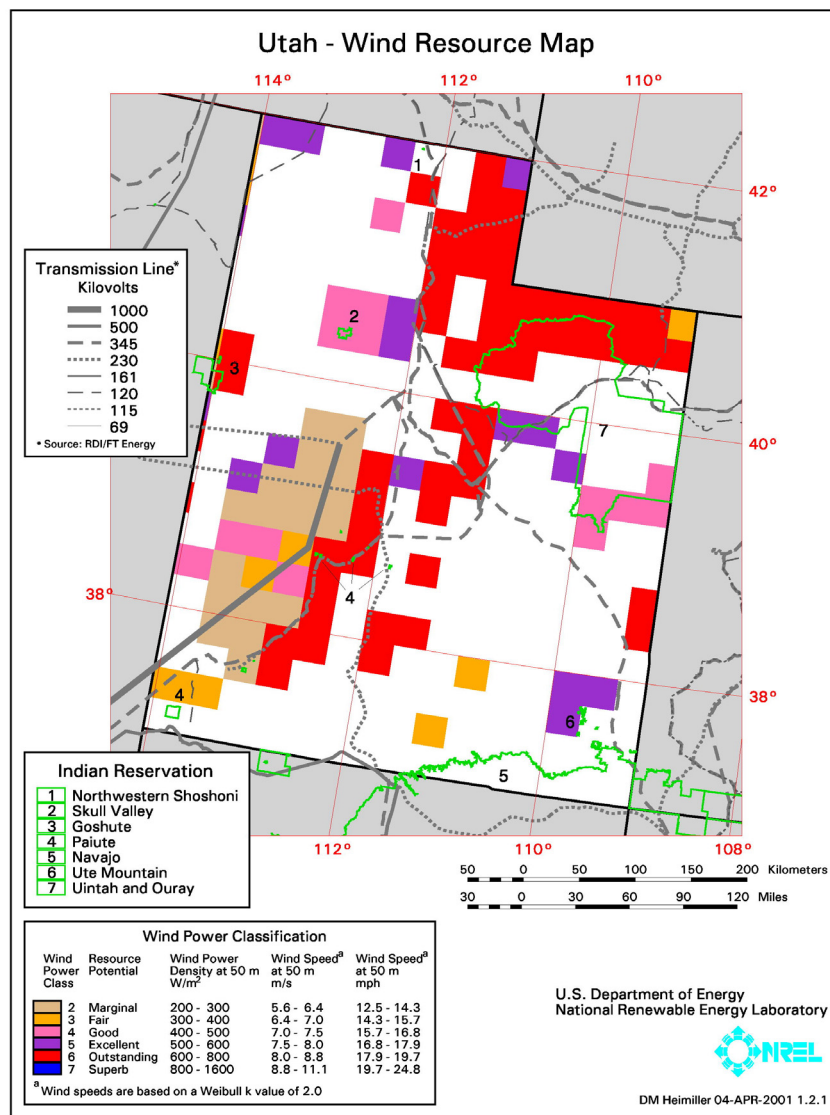 Utah - Wind Resource Map
114° 112° 110°
42°
1
Transmission Line*
Kilovolts
1000
500
345
230
161
120
115
69
* Source: RDI/FT Energy
2
3
7
40°
38°
4
38°
4
6
5
Indian Reservation
1 Northwestern Shoshoni
2 Skull Valley
3 Goshute
4 Paiute
5 Navajo
6 Ute Mountain
7 Uintah and Ouray
112° 110° 108°
50 0 50 100 150 200 Kilometers
30 0 30 60 90 120 Miles
Wind Power Classification
Wind Power Class Resource Potential Wind Power Density at 50 m W/m² Wind Speedᵃ at 50 m m/s Wind Speedᵃ at 50 m mph
2 Marginal 200 - 300 5.6 - 6.4 12.5 - 14.3
3 Fair 300 - 400 6.4 - 7.0 14.3 - 15.7
4 Good 400 - 500 7.0 - 7.5 15.7 - 16.8
5 Excellent 500 - 600 7.5 - 8.0 16.8 - 17.9
6 Outstanding 600 - 800 8.0 - 8.8 17.9 - 19.7
7 Superb 800 - 1600 8.8 - 11.1 19.7 - 24.8
ᵃ Wind speeds are based on a Weibull k value of 2.0
U.S. Department of Energy
National Renewable Energy Laboratory
NREL
DM Heimiller 04-APR-2001 1.2.1